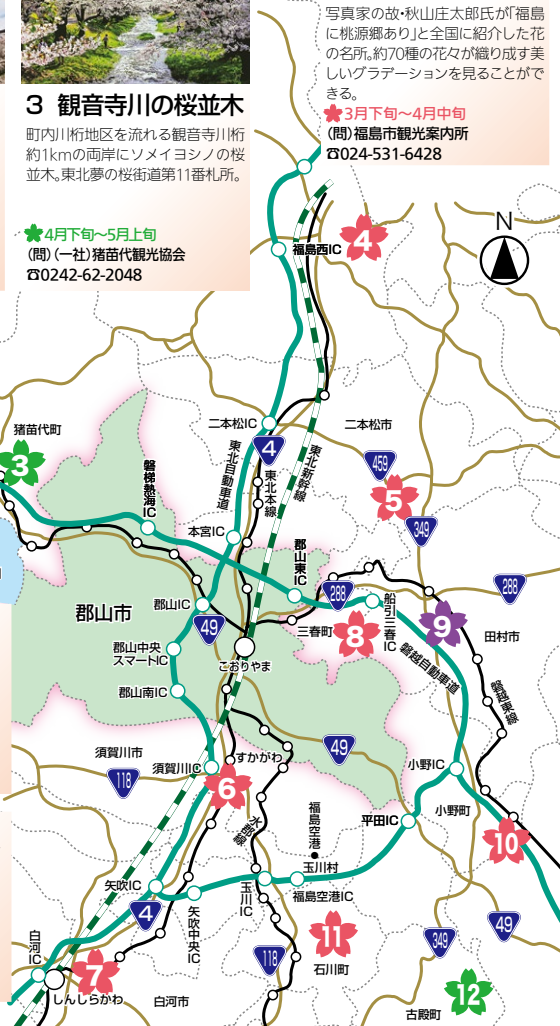 3 観音寺川の桜並木
町内川桁地区を流れる観音寺川桁
約1kmの両岸にソメイヨシノの桜
並木。東北夢の桜街道第11番札所。
4月下旬〜5月上旬
(問)(一社)猪苗代観光協会
☎0242-62-2048
写真家の故・秋山庄太郎氏が「福島
に桃源郷あり」と全国に紹介した花
の名所。約70種の花々が織り成す美
しいグラデーションを見ることがで
きる。
3月下旬〜4月中旬
(問)福島市観光案内所
☎024-531-6428
N
4
福島西IC
二本松IC
二本松市
4
東北自動車道
東北本線
東北新幹線
459
5
349
猪苗代町
3
磐梯熱海IC
本宮IC
郡山東IC
288
288
船引三春IC
9
田村市
郡山市
郡山IC
49
三春町
8
磐越自動車道
こおりやま
郡山中央
スマートIC
郡山南IC
磐越東線
須賀川市
118
須賀川IC
すかがわ
49
小野IC
6
水郡線
福島空港
平田IC
小野町
10
玉川村
矢吹IC
4
矢吹中央IC
玉川IC
福島空港IC
白河IC
7
しんしらかわ
白河市
118
11
石川町
349
49
12
古殿町